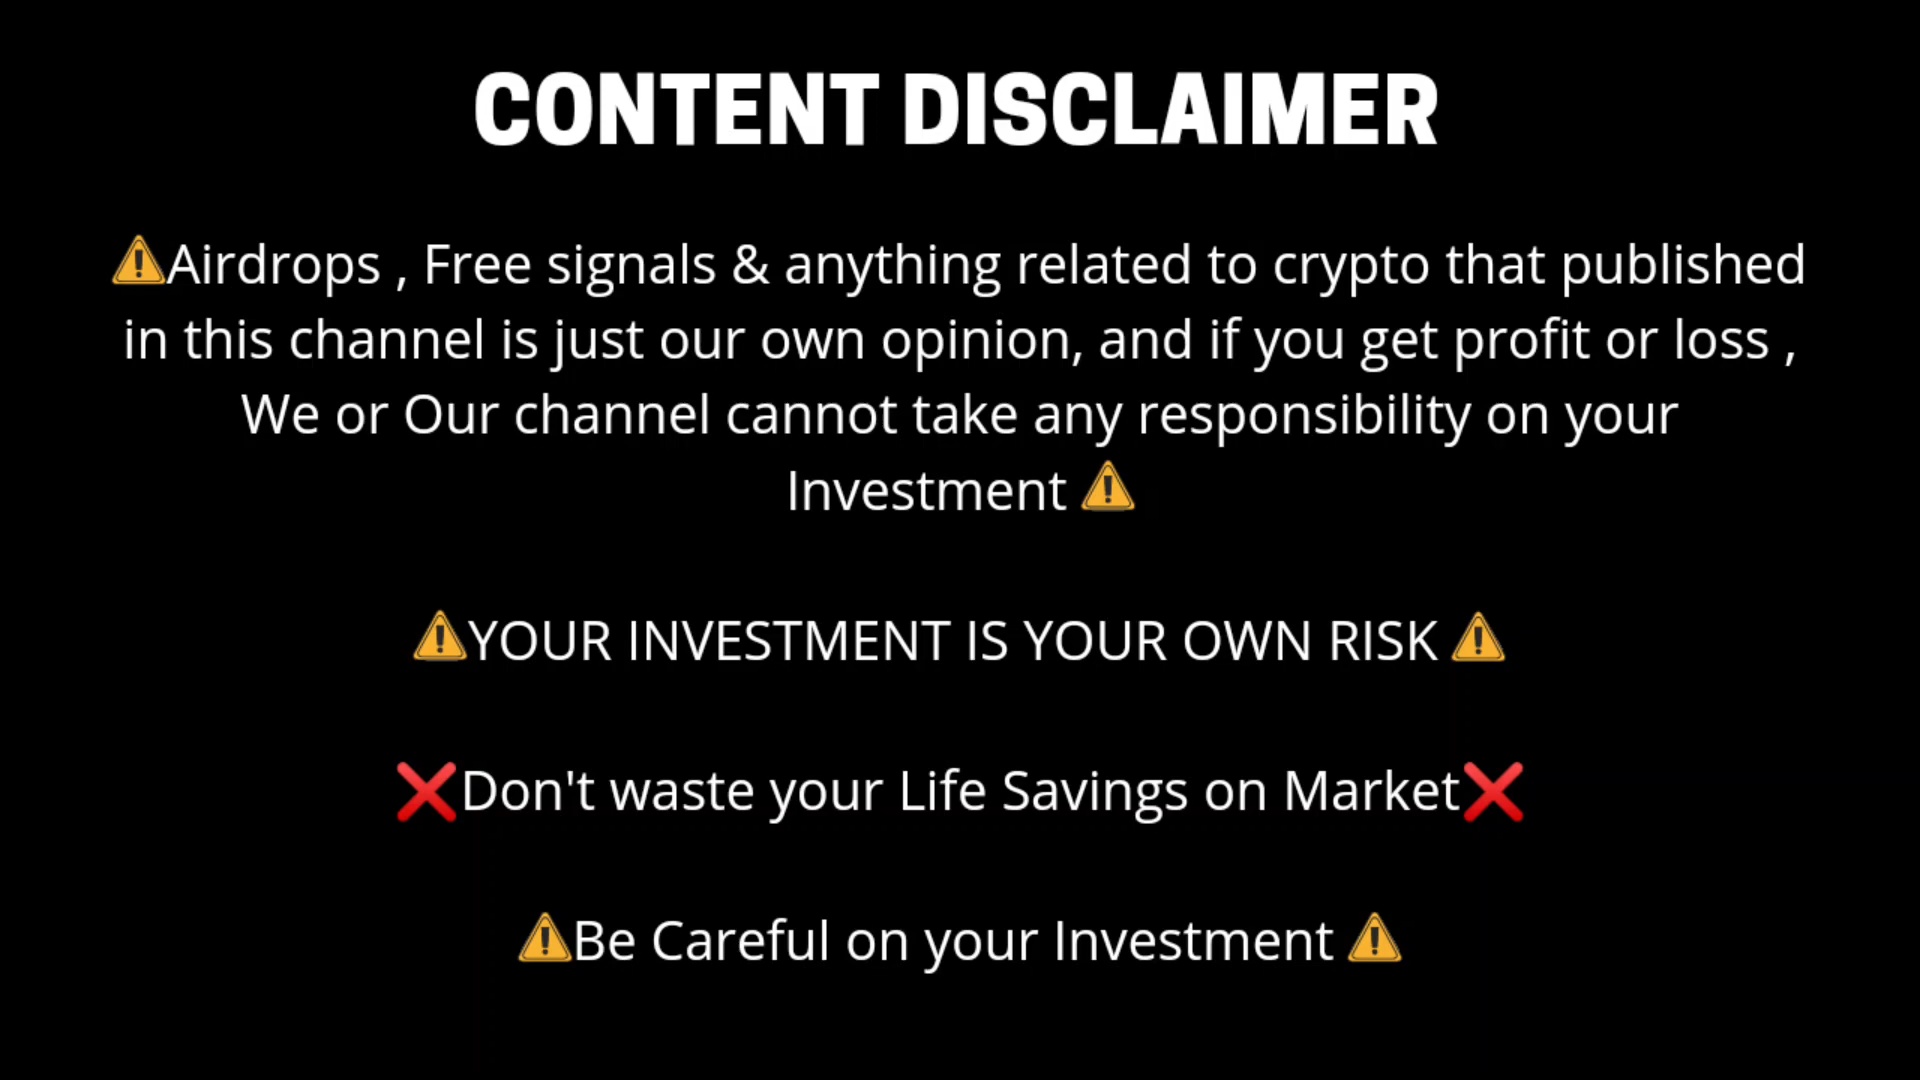 CONTENT DISCLAIMER
⚠️Airdrops , Free signals & anything related to crypto that published
in this channel is just our own opinion, and if you get profit or loss ,
We or Our channel cannot take any responsibility on your
Investment ⚠️
⚠️YOUR INVESTMENT IS YOUR OWN RISK ⚠️
❌Don't waste your Life Savings on Market❌
⚠️Be Careful on your Investment ⚠️